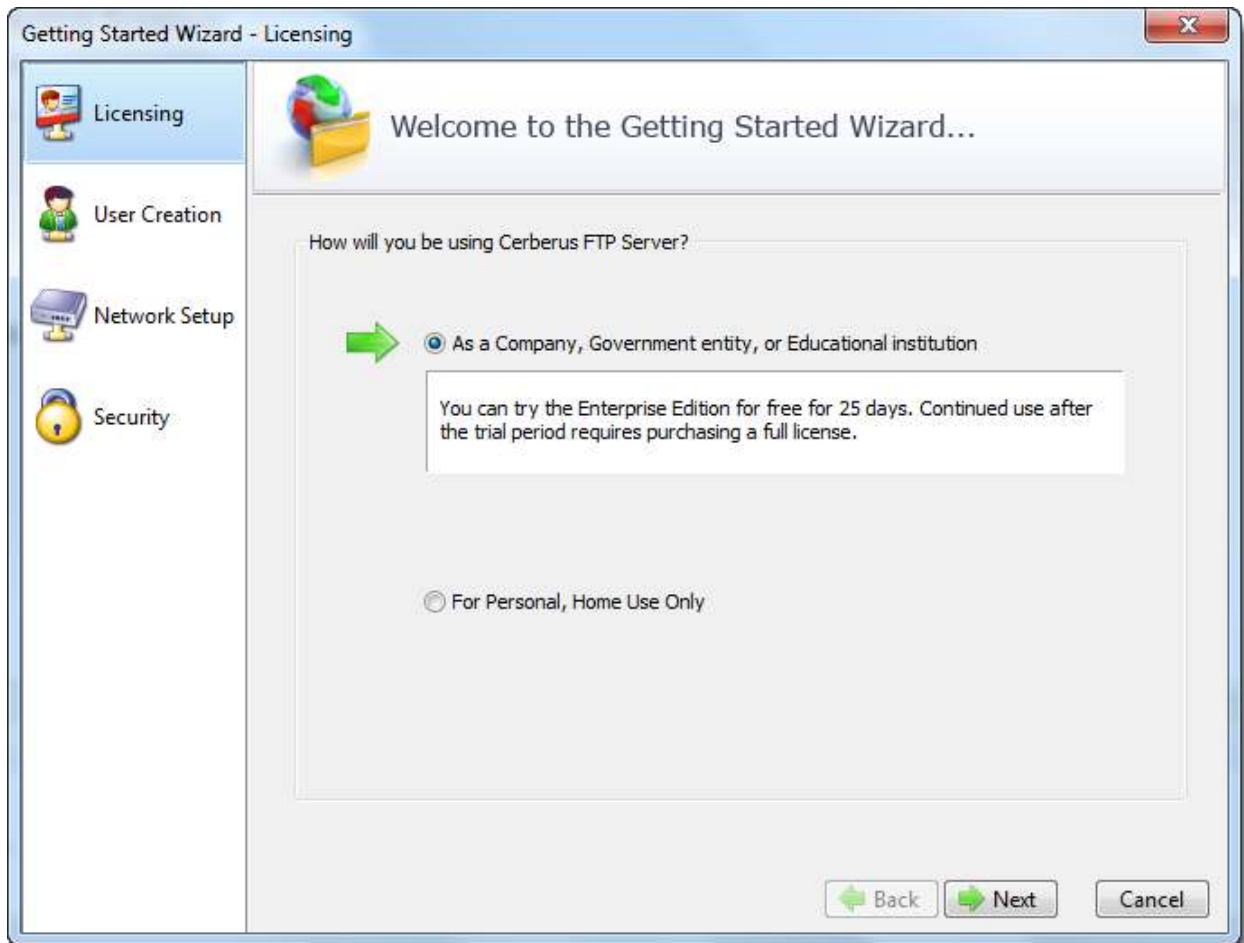 Getting Started Wizard - Licensing
Licensing
User Creation
Network Setup
Security
Welcome to the Getting Started Wizard...
How will you be using Cerberus FTP Server?
As a Company, Government entity, or Educational institution
You can try the Enterprise Edition for free for 25 days. Continued use after
the trial period requires purchasing a full license.
For Personal, Home Use Only
Back
Next
Cancel